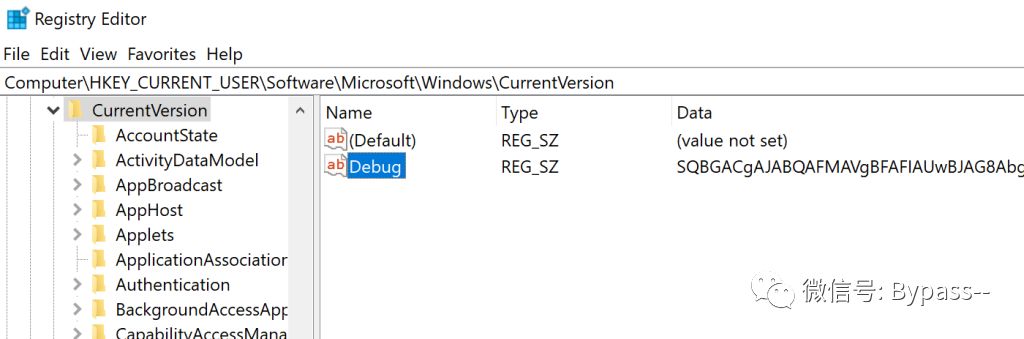 Registry Editor
File Edit View Favorites Help
Computer\HKEY_CURRENT_USER\Software\Microsoft\Windows\CurrentVersion
CurrentVersion
AccountState
ActivityDataModel
AppBroadcast
AppHost
Applets
ApplicationAssociation
Authentication
BackgroundAccessApp
CapabilityAccessMana
Name Type Data
ab (Default) REG_SZ (value not set)
ab Debug REG_SZ SQBGACgAJABQAFMAVgBFAFIAUwBJAG8Abg
微信号: Bypass--